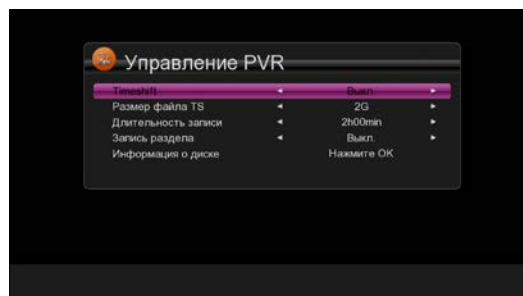 Управление PVR
Timeshift Выкл.
Размер файла TS 2G
Длительность записи 2h00min
Запись раздела Выкл.
Информация о диске Нажмите OK